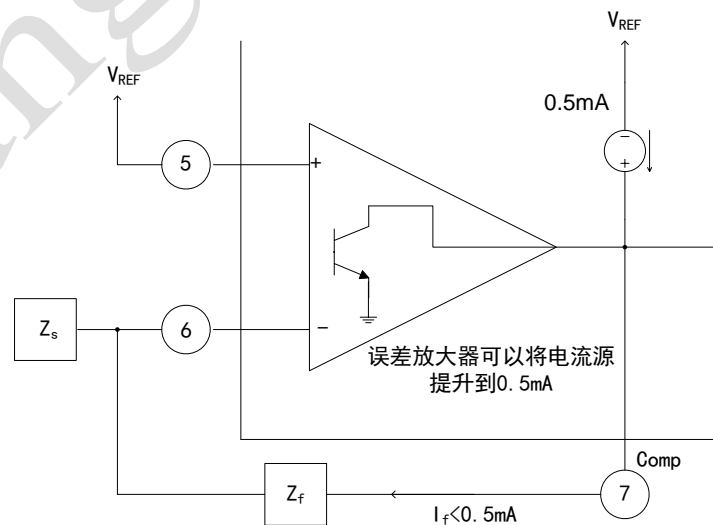 V_REF
V_REF
0.5mA
5
+
-
+
Z_s
6
-
误差放大器可以将电流源
提升到0.5mA
Comp
Z_f
7
I_f<0.5mA